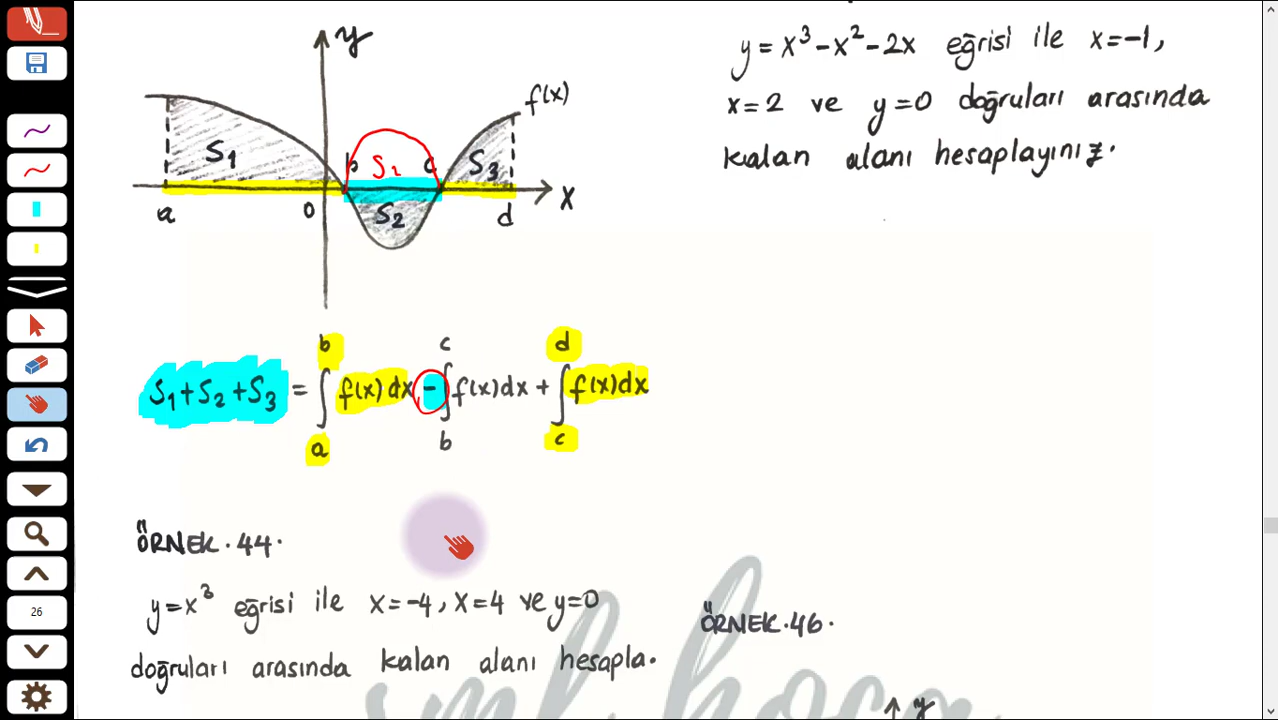 y
f(x)
S1
b
S2
c
S3
a
0
S2
d
x
b
c
d
S1+S2+S3 = ∫ f(x)dx - ∫ f(x)dx + ∫ f(x)dx
a
b
c
ÖRNEK.44.
y=x³ eğrisi ile x=-4, x=4 ve y=0
doğruları arasında kalan alanı hesapla.
y = x³-x²-2x eğrisi ile x=-1,
x=2 ve y=0 doğruları arasında
kalan alanı hesaplayınız.
ÖRNEK.46.
y
26